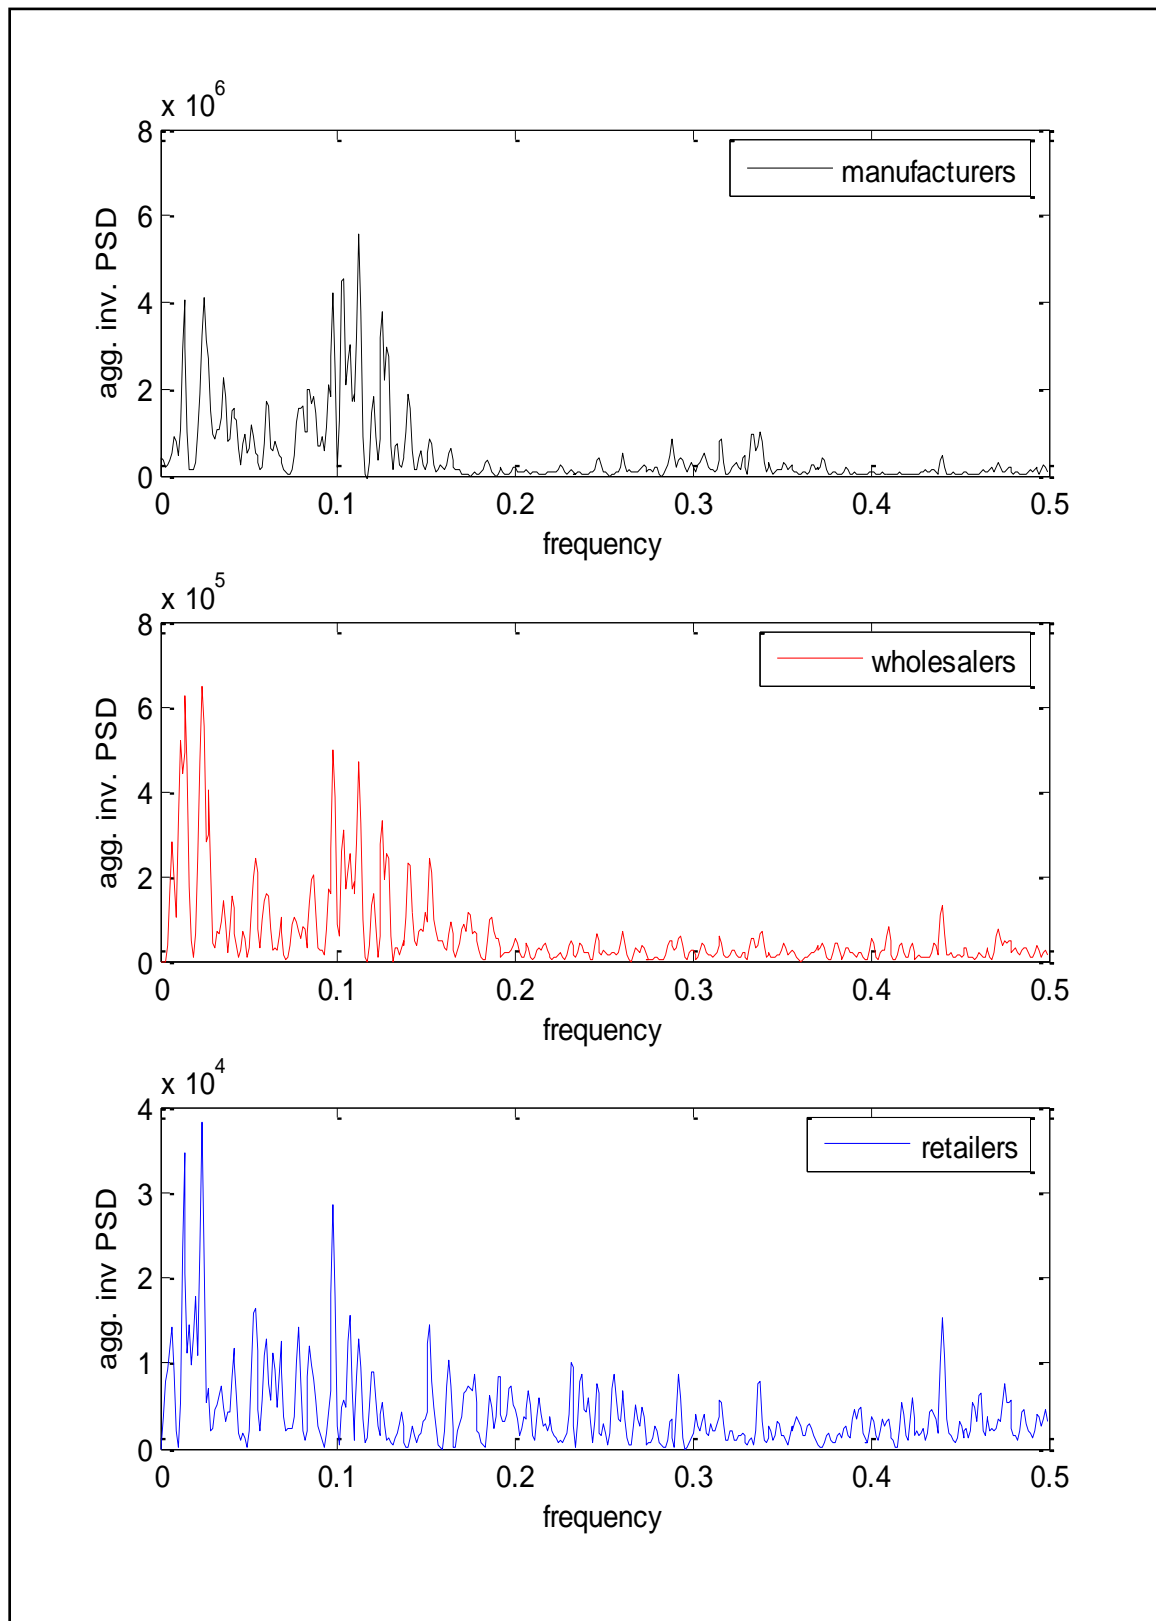 x 10^6
8
6
4
2
0
agg. inv. PSD
manufacturers
0 0.1 0.2 0.3 0.4 0.5
frequency
x 10^5
8
6
4
2
0
agg. inv. PSD
wholesalers
0 0.1 0.2 0.3 0.4 0.5
frequency
x 10^4
4
3
2
1
0
agg. inv PSD
retailers
0 0.1 0.2 0.3 0.4 0.5
frequency